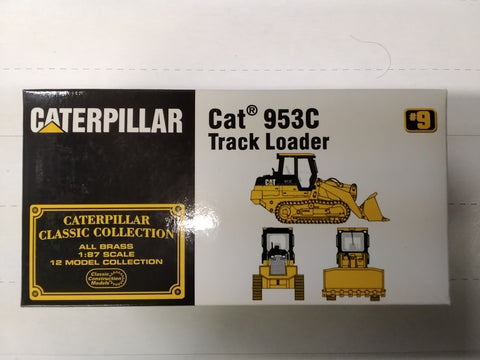 CATERPILLAR
Cat® 953C
Track Loader
#9
CAT
CATERPILLAR
CLASSIC COLLECTION
ALL BRASS
1:87 SCALE
12 MODEL COLLECTION
Classic
Construction
Models